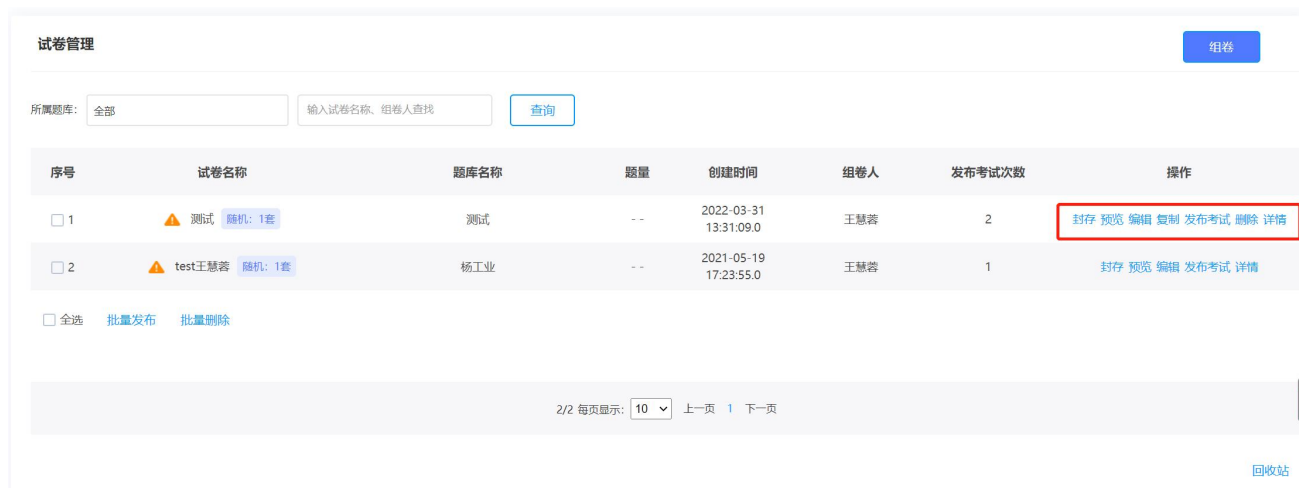 试卷管理
组卷
所属题库： 全部 输入试卷名称、组卷人查找 查询
序号 试卷名称 题库名称 题量 创建时间 组卷人 发布考试次数 操作
1 测试 随机：1套 测试 - - 2022-03-31 13:31:09.0 王慧蓉 2 封存 预览 编辑 复制 发布考试 删除 详情
2 test王慧蓉 随机：1套 杨工业 - - 2021-05-19 17:23:55.0 王慧蓉 1 封存 预览 编辑 发布考试 详情
全选 批量发布 批量删除
2/2 每页显示： 10 上一页 1 下一页
回收站